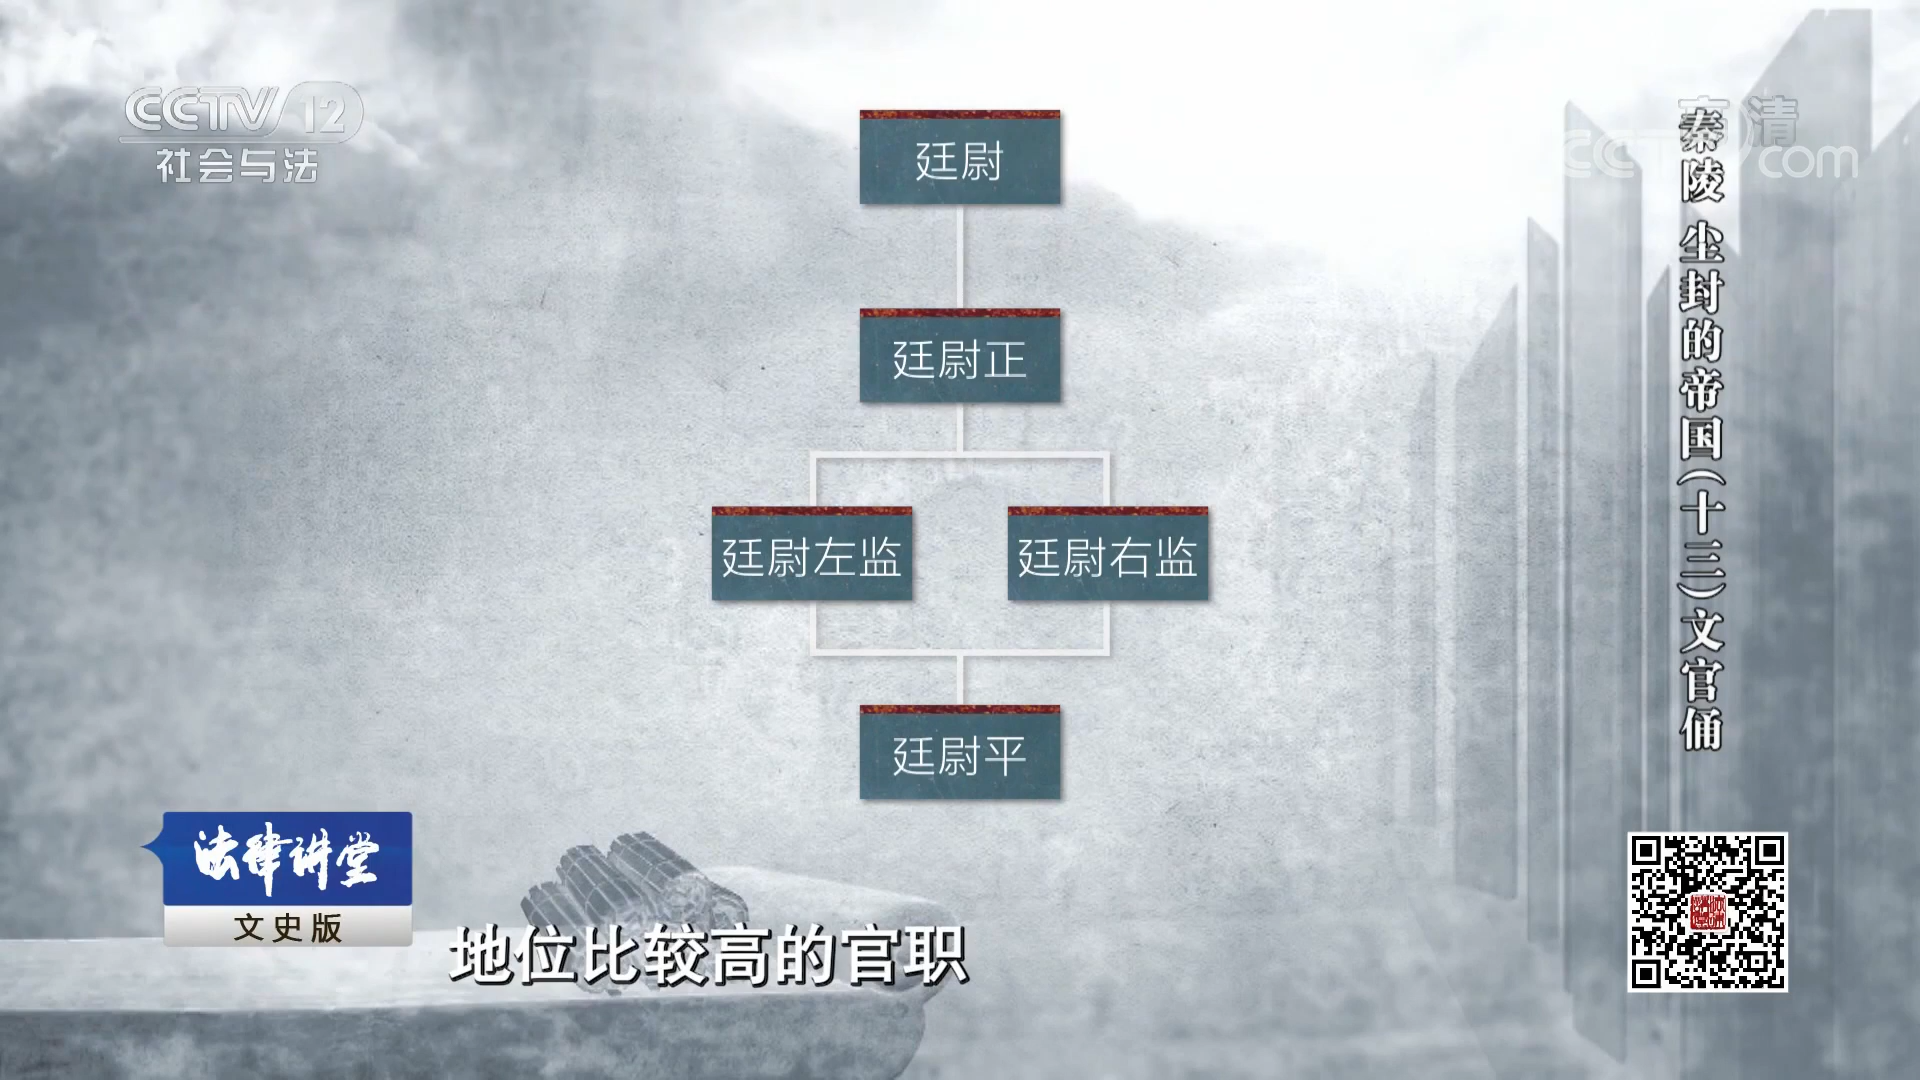 CCTV 12
社会与法
高清
CCTV com
秦陵 尘封的帝国(十三)文官俑
廷尉
廷尉正
廷尉左监
廷尉右监
廷尉平
法律讲堂
文史版
地位比较高的官职